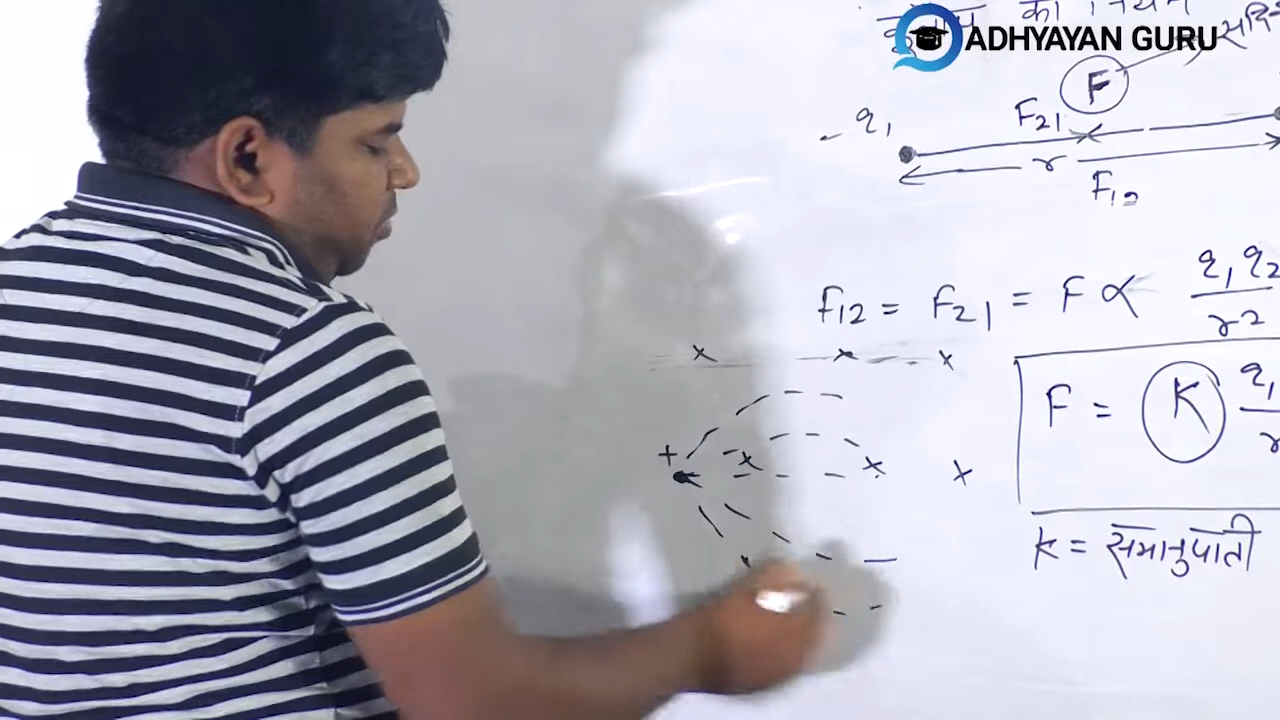 का नियम
ADHYAYAN GURU
F
q₁
F₂₁
r
F₁₂
F₁₂ = F₂₁ = F ∝ q₁q₂/r²
x x x
F = K q₁/r
+ x x x
K = समानुपाती